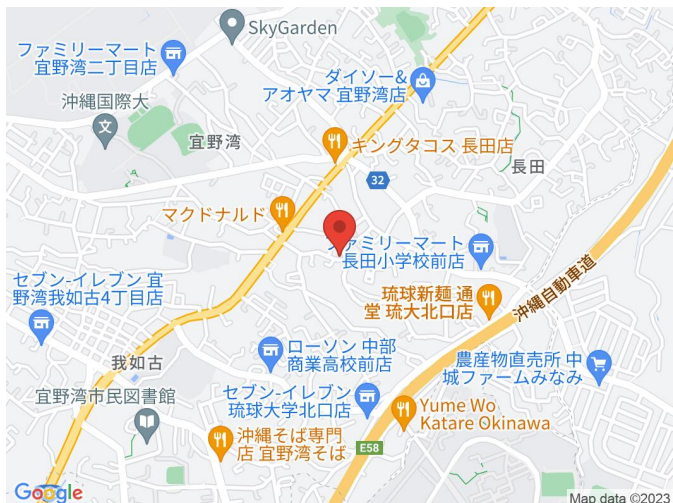 SkyGarden
ファミリーマート
宜野湾二丁目店
ダイソー&
アオヤマ 宜野湾店
沖縄国際大
文
宜野湾
キングタコス 長田店
長田
32
マクドナルド
ファミリーマート
長田小学校前店
セブン-イレブン 宜
野湾我如古4丁目店
琉球新麺 通
堂 琉大北口店
沖縄自動車道
ローソン 中部
商業高校前店
我如古
農産物直売所 中
城ファームみなみ
セブン-イレブン
琉球大学北口店
宜野湾市民図書館
Yume Wo
Katare Okinawa
沖縄そば専門
店 宜野湾そば
E58
Google
Map data ©2023